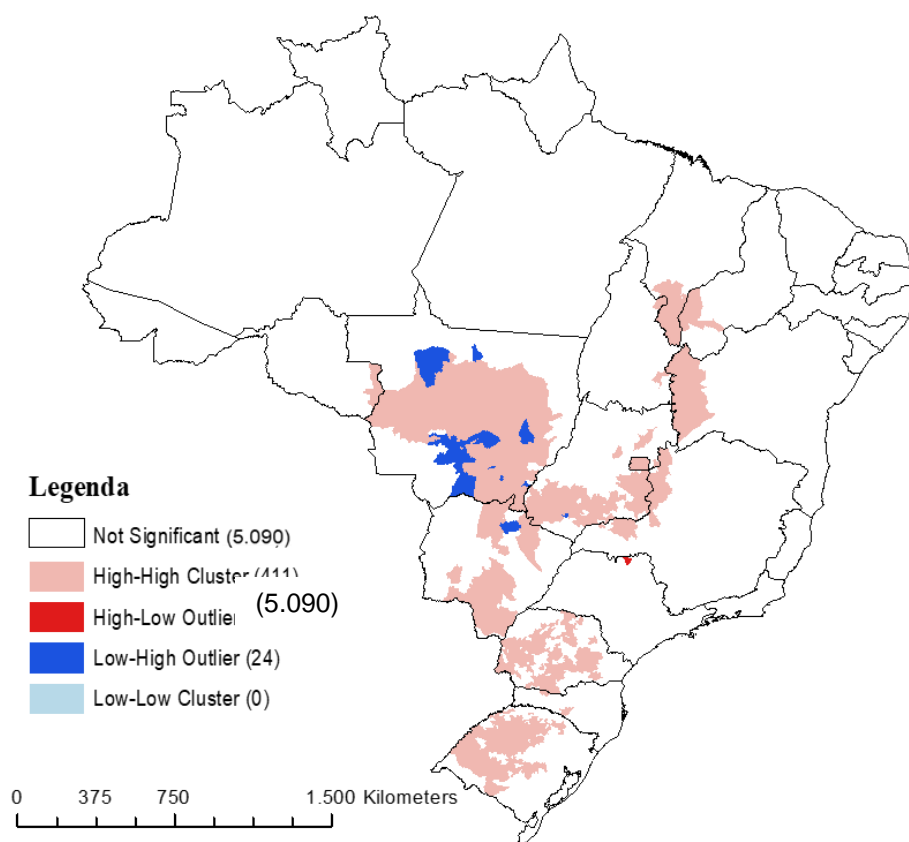 Legenda
Not Significant (5.090)
High-High Cluster (411)
High-Low Outlier
(5.090)
Low-High Outlier (24)
Low-Low Cluster (0)
0 375 750 1.500 Kilometers